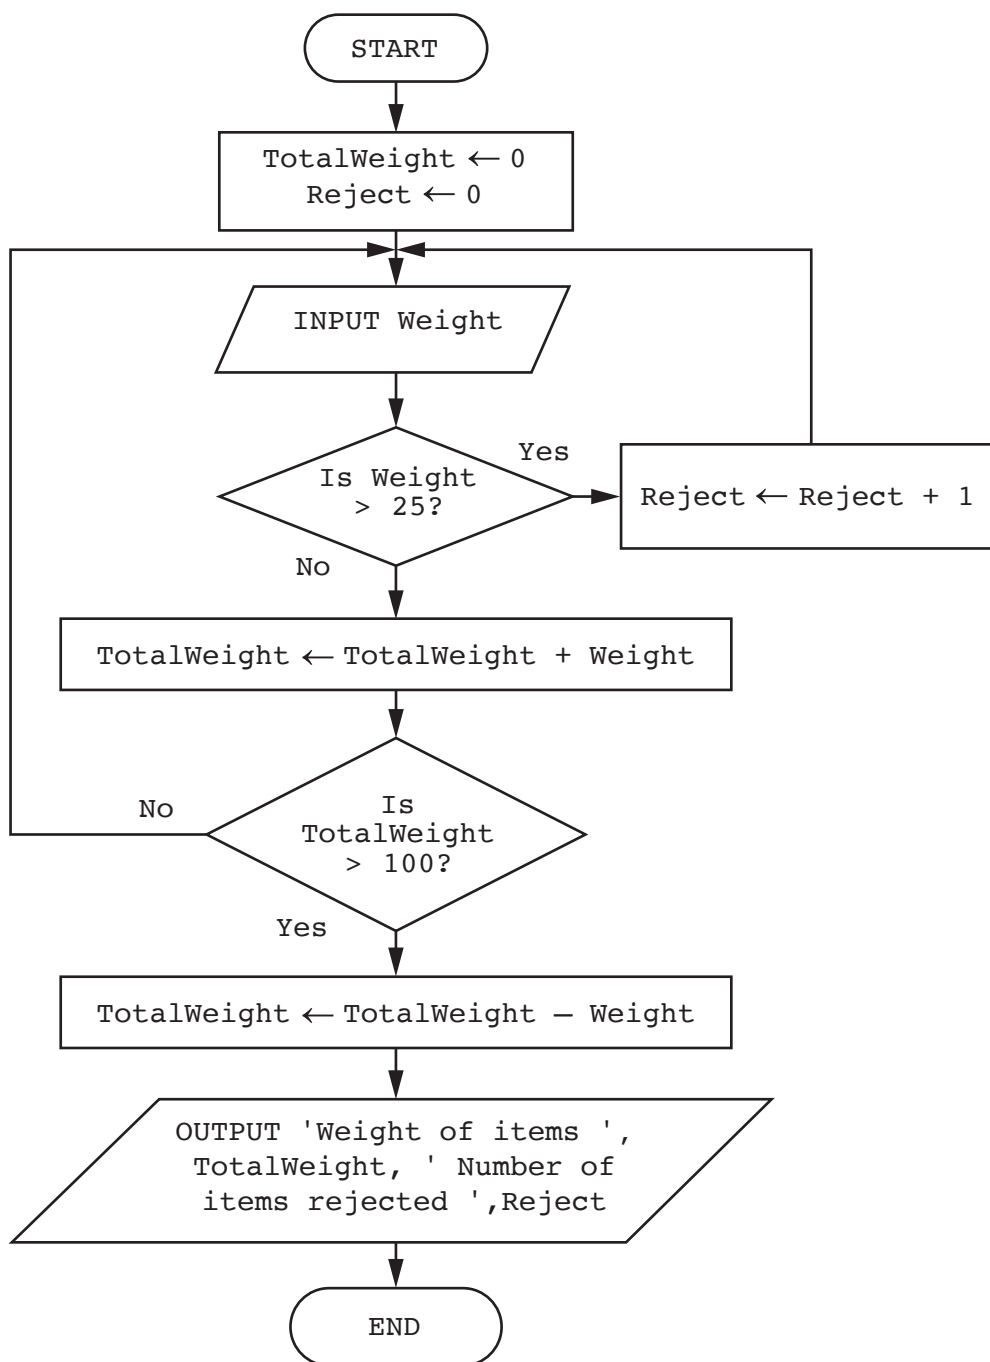 START
TotalWeight ← 0
Reject ← 0
INPUT Weight
Is Weight
> 25?
Yes
Reject ← Reject + 1
No
TotalWeight ← TotalWeight + Weight
Is
TotalWeight
> 100?
No
Yes
TotalWeight ← TotalWeight – Weight
OUTPUT 'Weight of items ',
TotalWeight, ' Number of
items rejected ',Reject
END